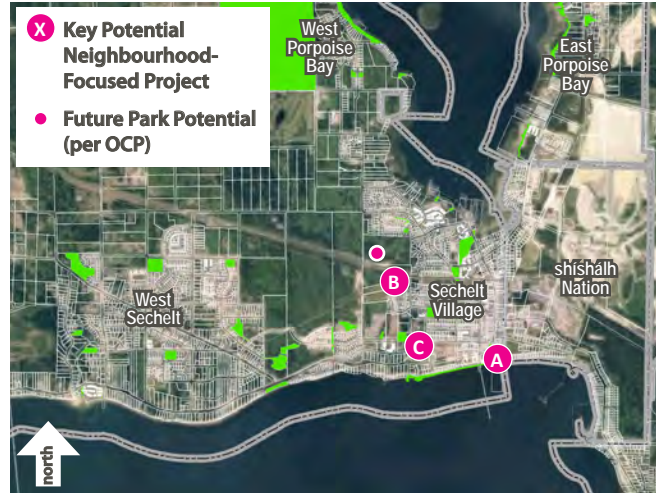 X Key Potential
Neighbourhood-
Focused Project
Future Park Potential
(per OCP)
West
Porpoise
Bay
East
Porpoise
Bay
shíshálh
Nation
B
Sechelt
Village
West
Sechelt
C
A
north